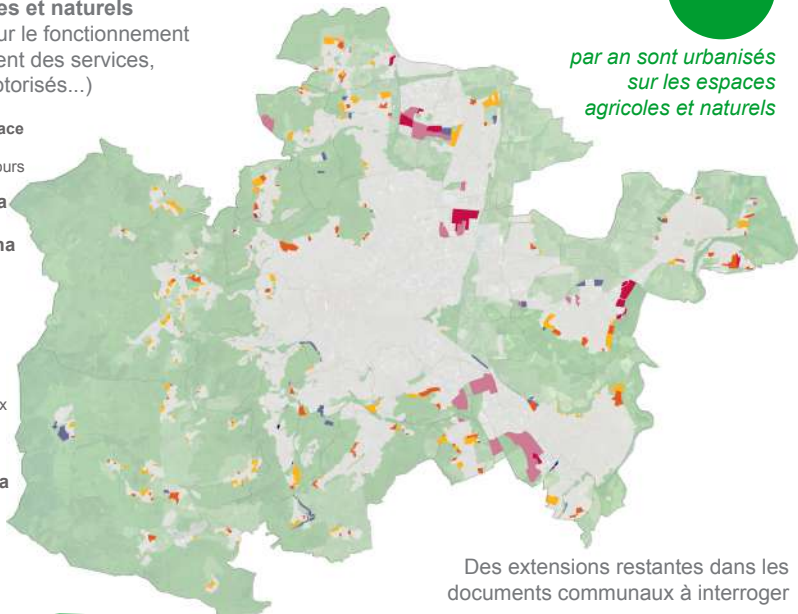 es et naturels
ur le fonctionnement
ent des services,
otorisés...)
ace
ours
a
na
x
a
par an sont urbanisés
sur les espaces
agricoles et naturels
Des extensions restantes dans les
documents communaux à interroger